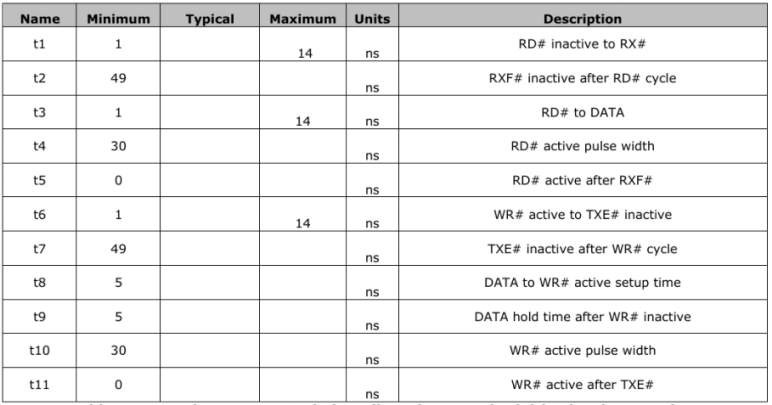 Name Minimum Typical Maximum Units Description
t1 1 14 ns RD# inactive to RX#
t2 49 ns RXF# inactive after RD# cycle
t3 1 14 ns RD# to DATA
t4 30 ns RD# active pulse width
t5 0 ns RD# active after RXF#
t6 1 14 ns WR# active to TXE# inactive
t7 49 ns TXE# inactive after WR# cycle
t8 5 ns DATA to WR# active setup time
t9 5 ns DATA hold time after WR# inactive
t10 30 ns WR# active pulse width
t11 0 ns WR# active after TXE#